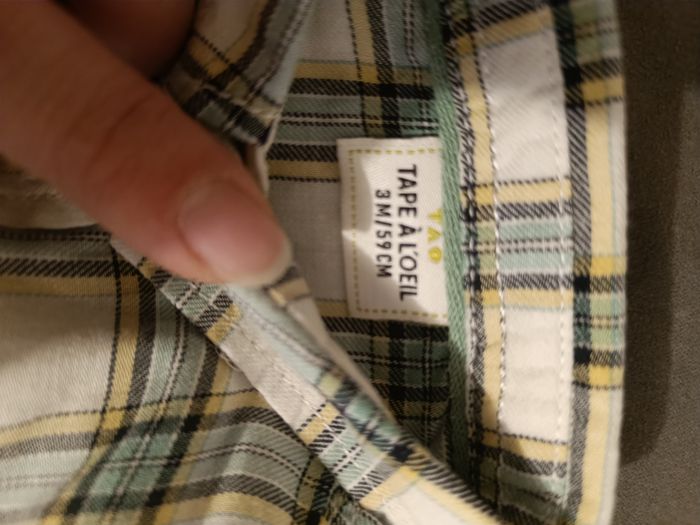 TAO
TAPE À L'OEIL
3M/59CM